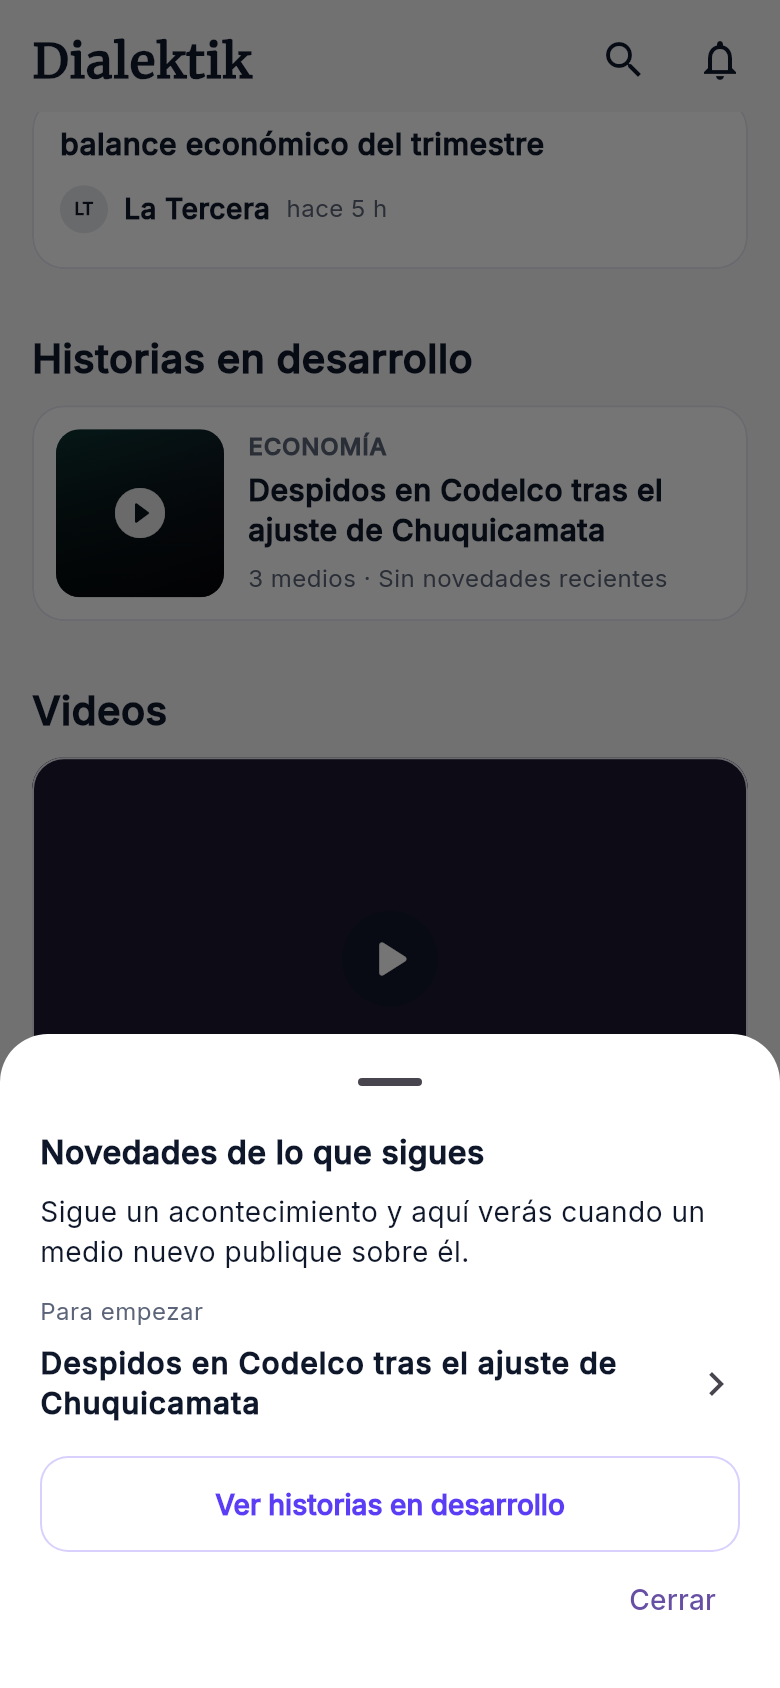 Dialektik
balance económico del trimestre
LT La Tercera hace 5 h
Historias en desarrollo
ECONOMÍA
Despidos en Codelco tras el
ajuste de Chuquicamata
3 medios · Sin novedades recientes
Videos
Novedades de lo que sigues
Sigue un acontecimiento y aquí verás cuando un
medio nuevo publique sobre él.
Para empezar
Despidos en Codelco tras el ajuste de
Chuquicamata
Ver historias en desarrollo
Cerrar